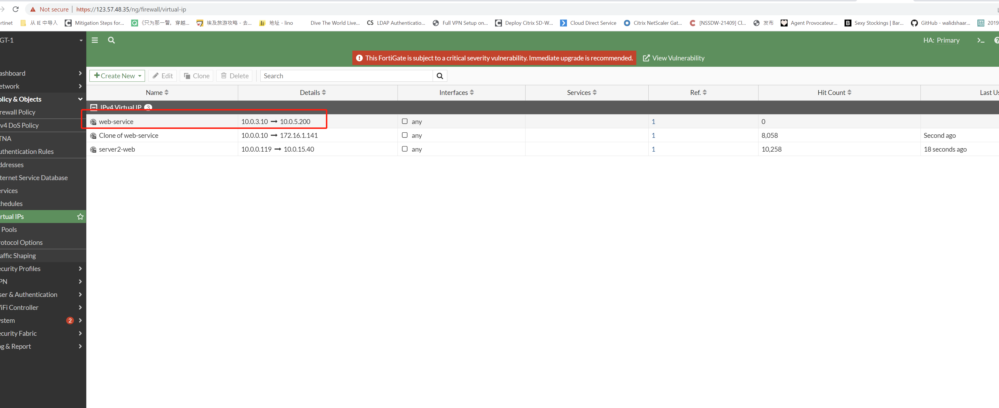 Not secure | https://123.57.48.35/ng/firewall/virtual-ip
rtinet 从 IE 中导入 Mitigation Steps for... 《只为那一瞥，穿越... 埃及旅游攻略 - 去... 地址 - lino Dive The World Live... CS LDAP Authenticatio... Full VPN Setup on... Deploy Citrix SD-W... Cloud Direct Service Citrix NetScaler Gat... [NSSDW-21409] Cl... 发布 Agent Provocateur... B Sexy Stockings | Bar... GitHub - walidshaar... 2019
GT-1
HA: Primary
This FortiGate is subject to a critical severity vulnerability. Immediate upgrade is recommended. View Vulnerability
ashboard
etwork
olicy & Objects
rewall Policy
v4 DoS Policy
TNA
uthentication Rules
ddresses
ternet Service Database
ervices
chedules
rtual IPs
Pools
rotocol Options
affic Shaping
ecurity Profiles
PN
ser & Authentication
iFi Controller
ystem 2
ecurity Fabric
og & Report
Create New Edit Clone Delete Search
Name Details Interfaces Services Ref. Hit Count Last Us
IPv4 Virtual IP 3
web-service 10.0.3.10 → 10.0.5.200 any 1 0
Clone of web-service 10.0.0.10 → 172.16.1.141 any 1 8,058 Second ago
server2-web 10.0.0.119 → 10.0.15.40 any 1 10,258 18 seconds ago